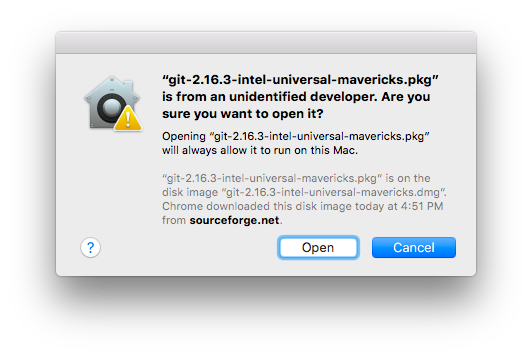 “git-2.16.3-intel-universal-mavericks.pkg”
is from an unidentified developer. Are you
sure you want to open it?
Opening “git-2.16.3-intel-universal-mavericks.pkg”
will always allow it to run on this Mac.
“git-2.16.3-intel-universal-mavericks.pkg” is on the
disk image “git-2.16.3-intel-universal-mavericks.dmg”.
Chrome downloaded this disk image today at 4:51 PM
from sourceforge.net.
? Open Cancel